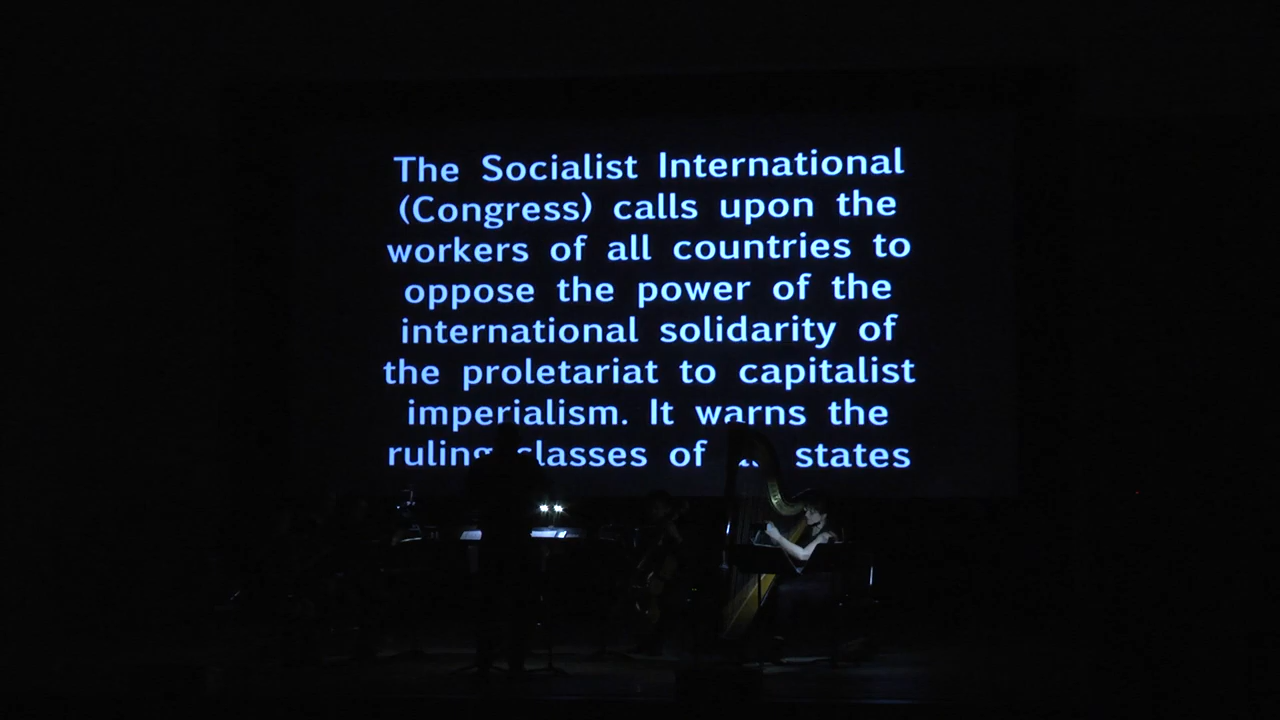 The Socialist International
(Congress) calls upon the
workers of all countries to
oppose the power of the
international solidarity of
the proletariat to capitalist
imperialism. It warns the
ruling classes of states